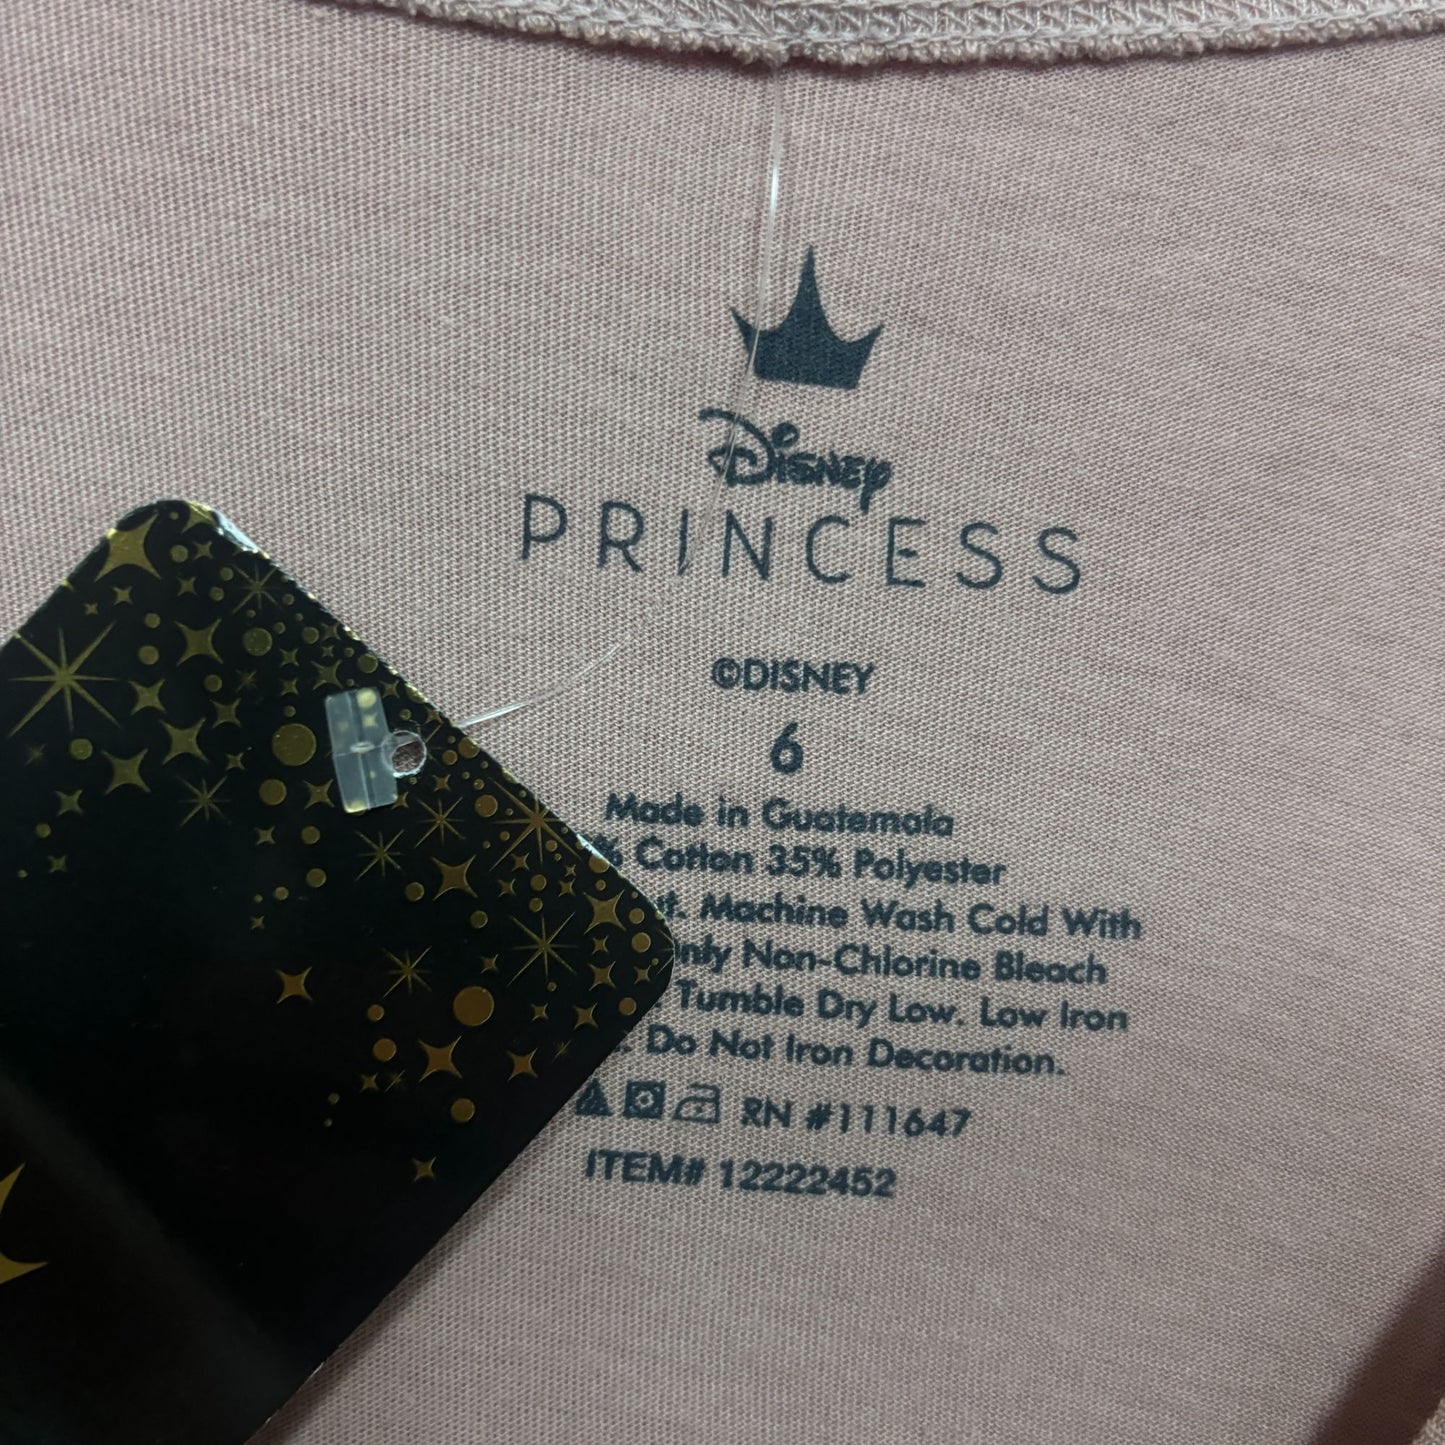 Disney
PRINCESS
©DISNEY
6
Made in Guatemala
% Cotton 35% Polyester
Machine Wash Cold With
Non-Chlorine Bleach
Tumble Dry Low. Low Iron
Do Not Iron Decoration.
RN #111647
ITEM# 12222452